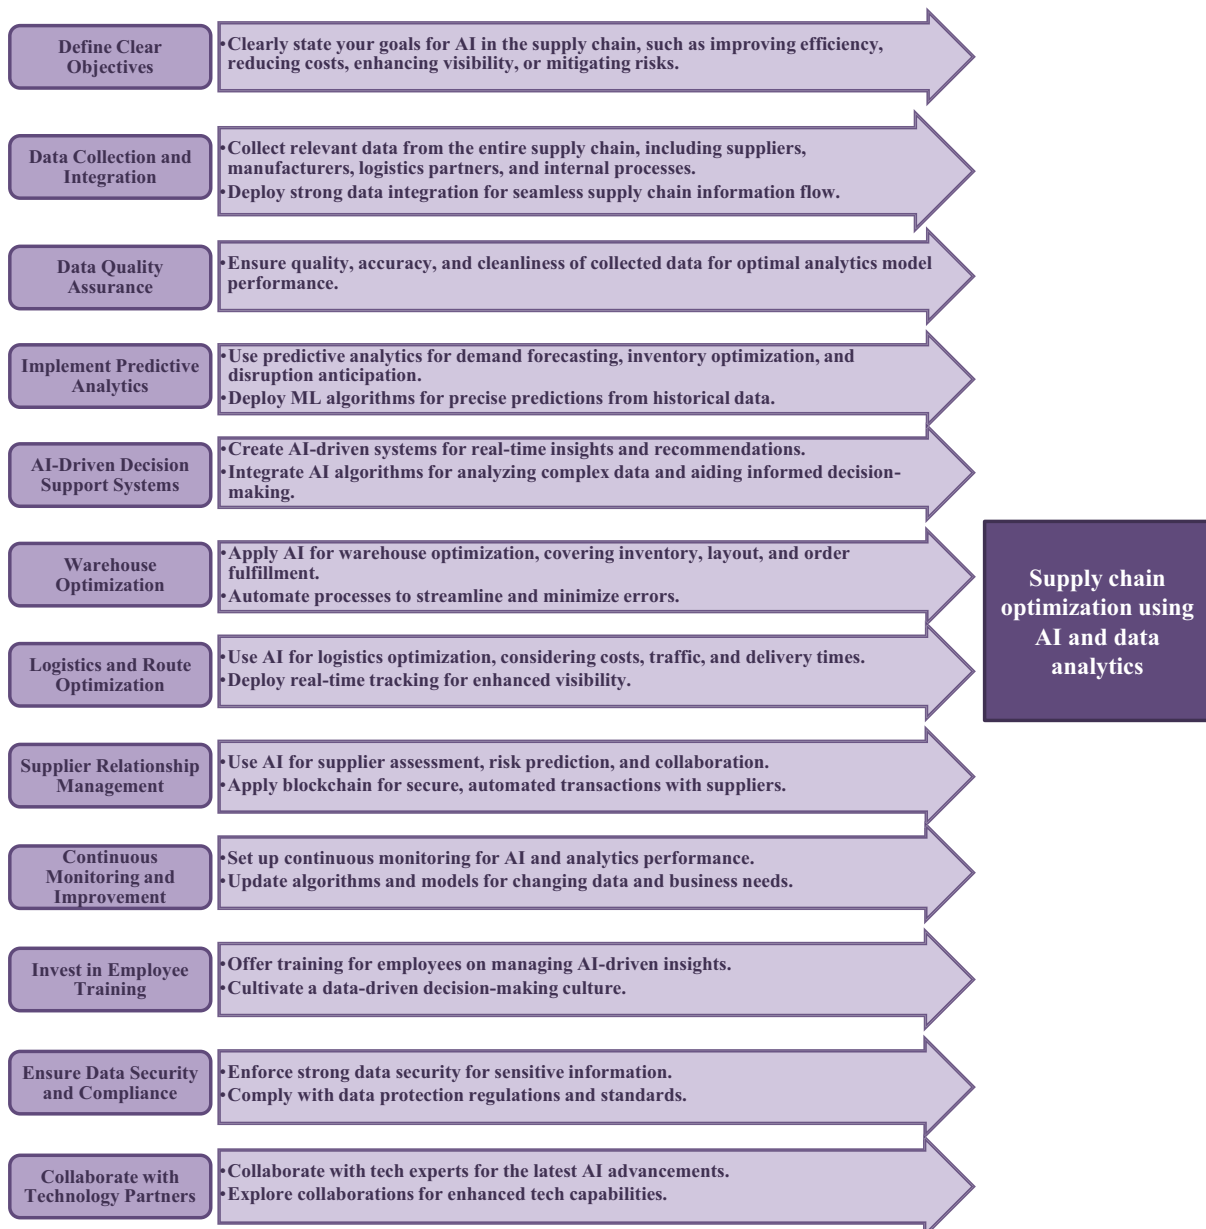 Define Clear
Objectives
•Clearly state your goals for AI in the supply chain, such as improving efficiency,
reducing costs, enhancing visibility, or mitigating risks.
Data Collection and
Integration
•Collect relevant data from the entire supply chain, including suppliers,
manufacturers, logistics partners, and internal processes.
•Deploy strong data integration for seamless supply chain information flow.
Data Quality
Assurance
•Ensure quality, accuracy, and cleanliness of collected data for optimal analytics model
performance.
Implement Predictive
Analytics
•Use predictive analytics for demand forecasting, inventory optimization, and
disruption anticipation.
•Deploy ML algorithms for precise predictions from historical data.
AI-Driven Decision
Support Systems
•Create AI-driven systems for real-time insights and recommendations.
•Integrate AI algorithms for analyzing complex data and aiding informed decision-
making.
Warehouse
Optimization
•Apply AI for warehouse optimization, covering inventory, layout, and order
fulfillment.
•Automate processes to streamline and minimize errors.
Logistics and Route
Optimization
•Use AI for logistics optimization, considering costs, traffic, and delivery times.
•Deploy real-time tracking for enhanced visibility.
Supplier Relationship
Management
•Use AI for supplier assessment, risk prediction, and collaboration.
•Apply blockchain for secure, automated transactions with suppliers.
Continuous
Monitoring and
Improvement
•Set up continuous monitoring for AI and analytics performance.
•Update algorithms and models for changing data and business needs.
Invest in Employee
Training
•Offer training for employees on managing AI-driven insights.
•Cultivate a data-driven decision-making culture.
Ensure Data Security
and Compliance
•Enforce strong data security for sensitive information.
•Comply with data protection regulations and standards.
Collaborate with
Technology Partners
•Collaborate with tech experts for the latest AI advancements.
•Explore collaborations for enhanced tech capabilities.
Supply chain
optimization using
AI and data
analytics